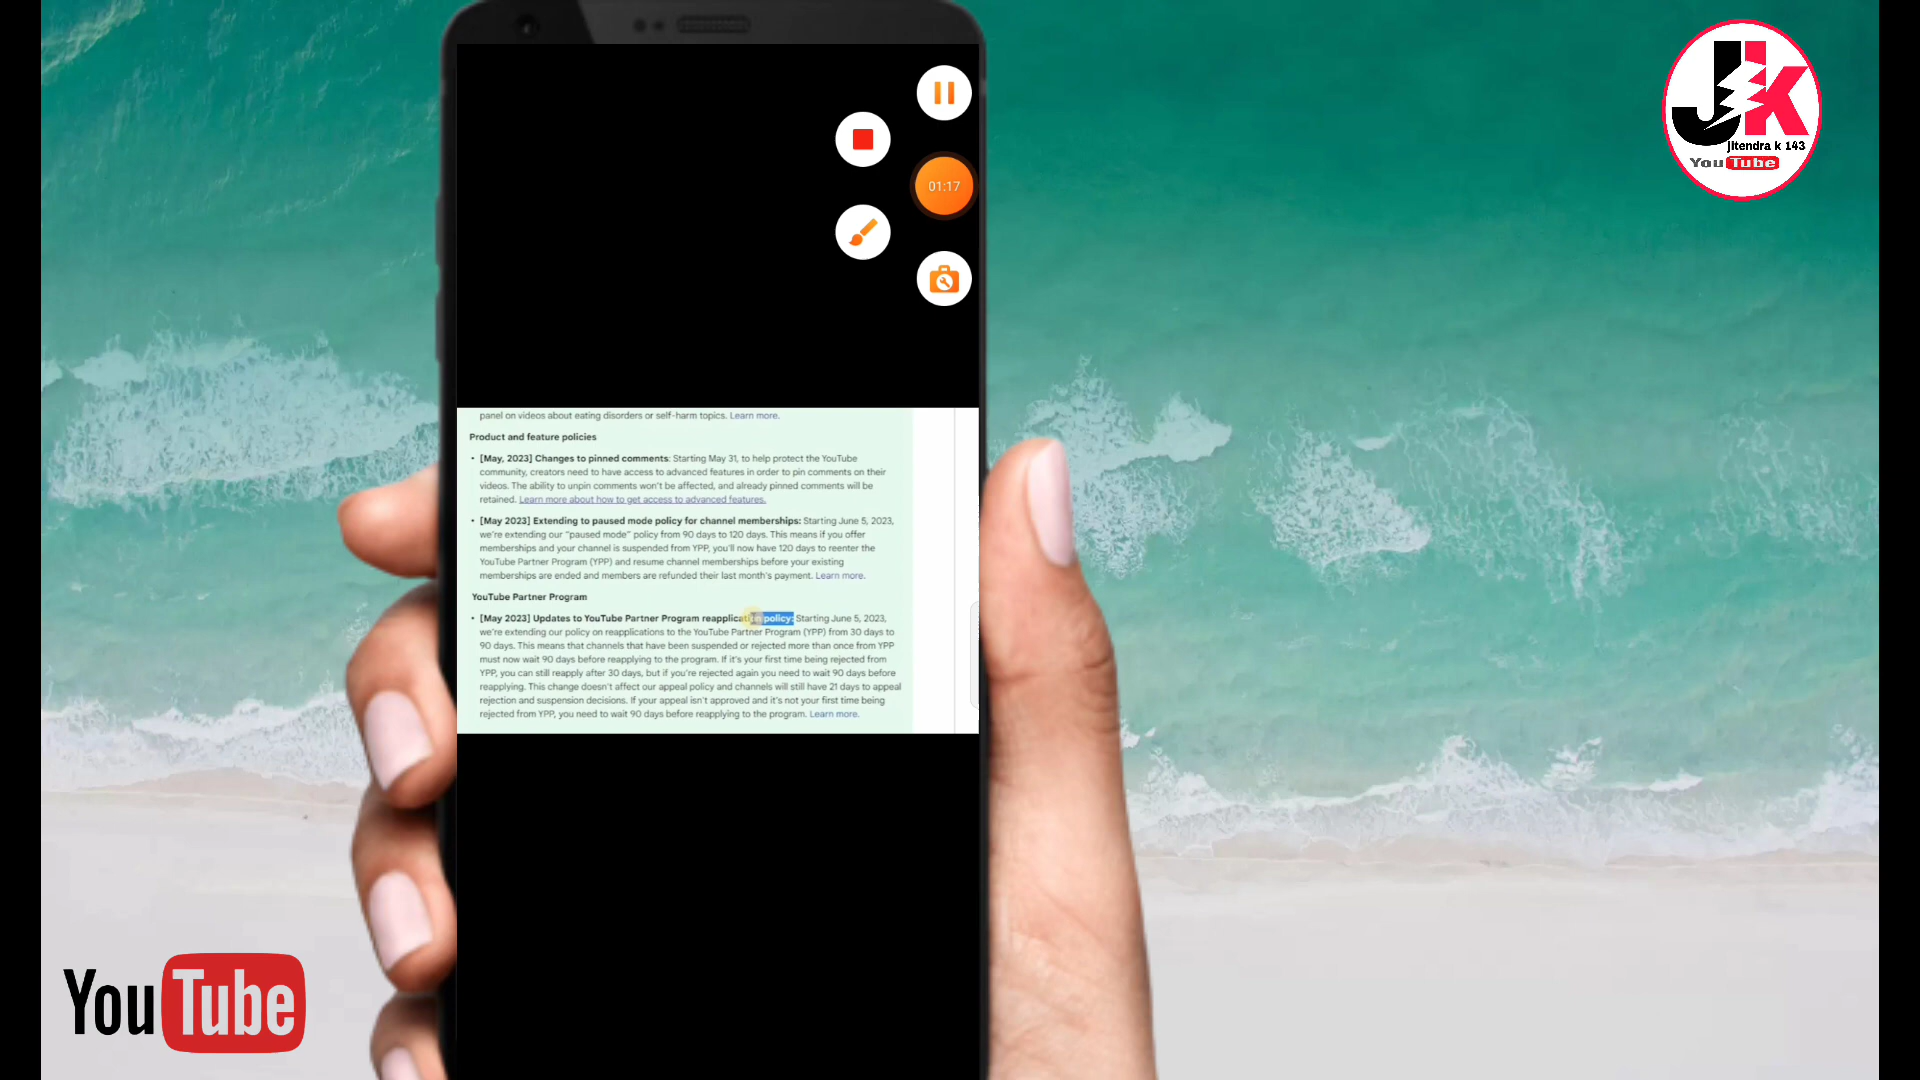 jitendra k 143
YouTube
01:17
panel on videos about eating disorders or self-harm topics. Learn more.
Product and feature policies
• [May, 2023] Changes to pinned comments: Starting May 31, to help protect the YouTube
community, creators need to have access to advanced features in order to pin comments on their
videos. The ability to unpin comments won't be affected, and already pinned comments will be
retained. Learn more about how to get access to advanced features.
• [May 2023] Extending to paused mode policy for channel memberships: Starting June 5, 2023,
we're extending our "paused mode" policy from 90 days to 120 days. This means if you offer
memberships and your channel is suspended from YPP, you'll now have 120 days to reenter the
YouTube Partner Program (YPP) and resume channel memberships before your existing
memberships are ended and members are refunded their last month's payment. Learn more.
YouTube Partner Program
• [May 2023] Updates to YouTube Partner Program reapplication policy: Starting June 5, 2023,
we're extending our policy on reapplications to the YouTube Partner Program (YPP) from 30 days to
90 days. This means that channels that have been suspended or rejected more than once from YPP
must now wait 90 days before reapplying to the program. If it's your first time being rejected from
YPP, you can still reapply after 30 days, but if you're rejected again you need to wait 90 days before
reapplying. This change doesn't affect our appeal policy and channels will still have 21 days to appeal
rejection and suspension decisions. If your appeal isn't approved and it's not your first time being
rejected from YPP, you need to wait 90 days before reapplying to the program. Learn more.
YouTube